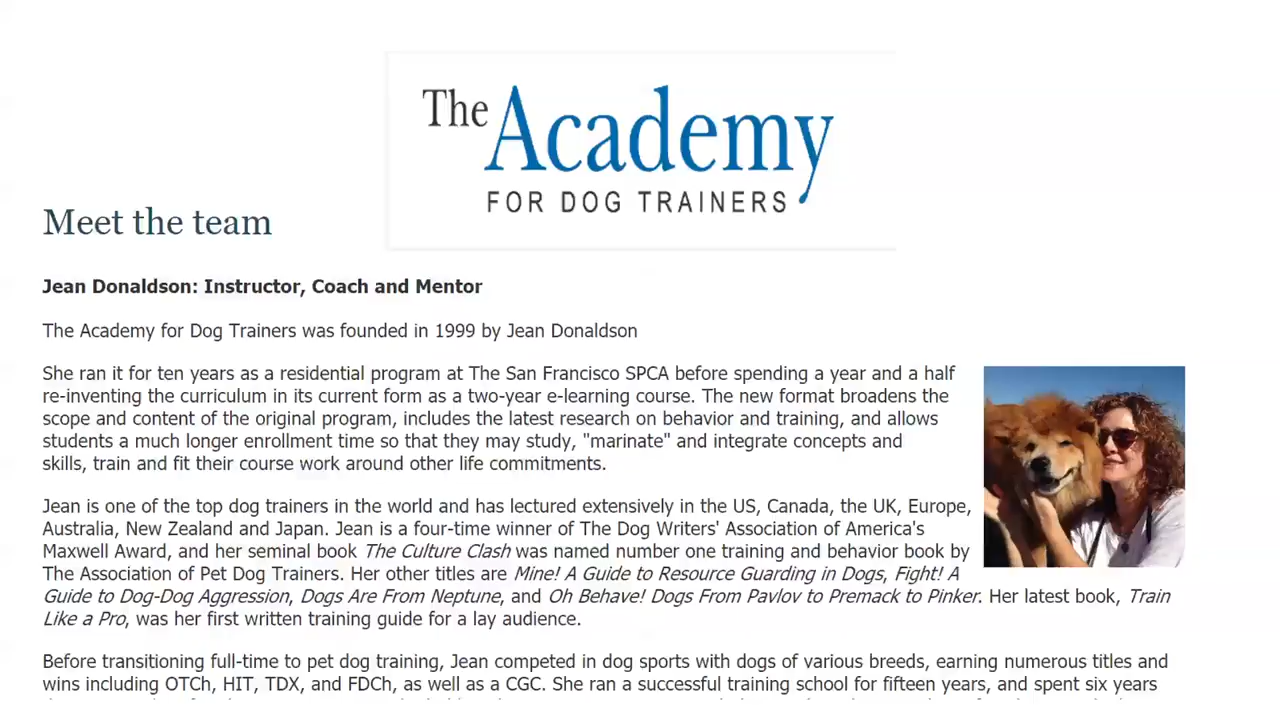 The Academy
FOR DOG TRAINERS
Meet the team
Jean Donaldson: Instructor, Coach and Mentor
The Academy for Dog Trainers was founded in 1999 by Jean Donaldson
She ran it for ten years as a residential program at The San Francisco SPCA before spending a year and a half
re-inventing the curriculum in its current form as a two-year e-learning course. The new format broadens the
scope and content of the original program, includes the latest research on behavior and training, and allows
students a much longer enrollment time so that they may study, "marinate" and integrate concepts and
skills, train and fit their course work around other life commitments.
Jean is one of the top dog trainers in the world and has lectured extensively in the US, Canada, the UK, Europe,
Australia, New Zealand and Japan. Jean is a four-time winner of The Dog Writers' Association of America's
Maxwell Award, and her seminal book The Culture Clash was named number one training and behavior book by
The Association of Pet Dog Trainers. Her other titles are Mine! A Guide to Resource Guarding in Dogs, Fight! A
Guide to Dog-Dog Aggression, Dogs Are From Neptune, and Oh Behave! Dogs From Pavlov to Premack to Pinker. Her latest book, Train
Like a Pro, was her first written training guide for a lay audience.
Before transitioning full-time to pet dog training, Jean competed in dog sports with dogs of various breeds, earning numerous titles and
wins including OTCh, HIT, TDX, and FDCh, as well as a CGC. She ran a successful training school for fifteen years, and spent six years